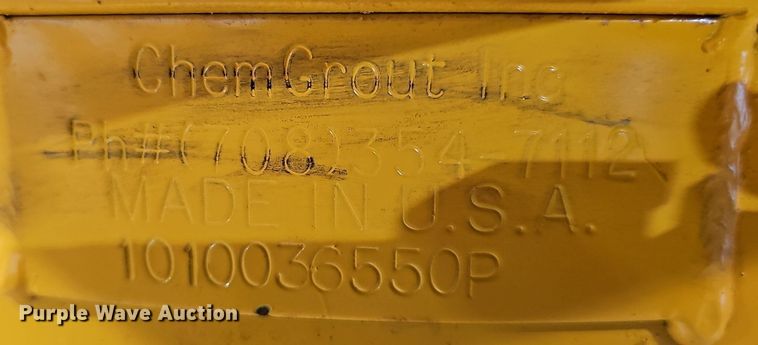 ChemGrout Inc
Ph#(708)354-7112
MADE IN U.S.A.
1010036550P
Purple Wave Auction